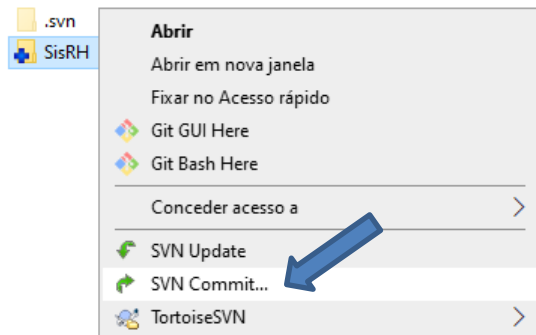 .svn
SisRH
Abrir
Abrir em nova janela
Fixar no Acesso rápido
Git GUI Here
Git Bash Here
Conceder acesso a
SVN Update
SVN Commit...
TortoiseSVN